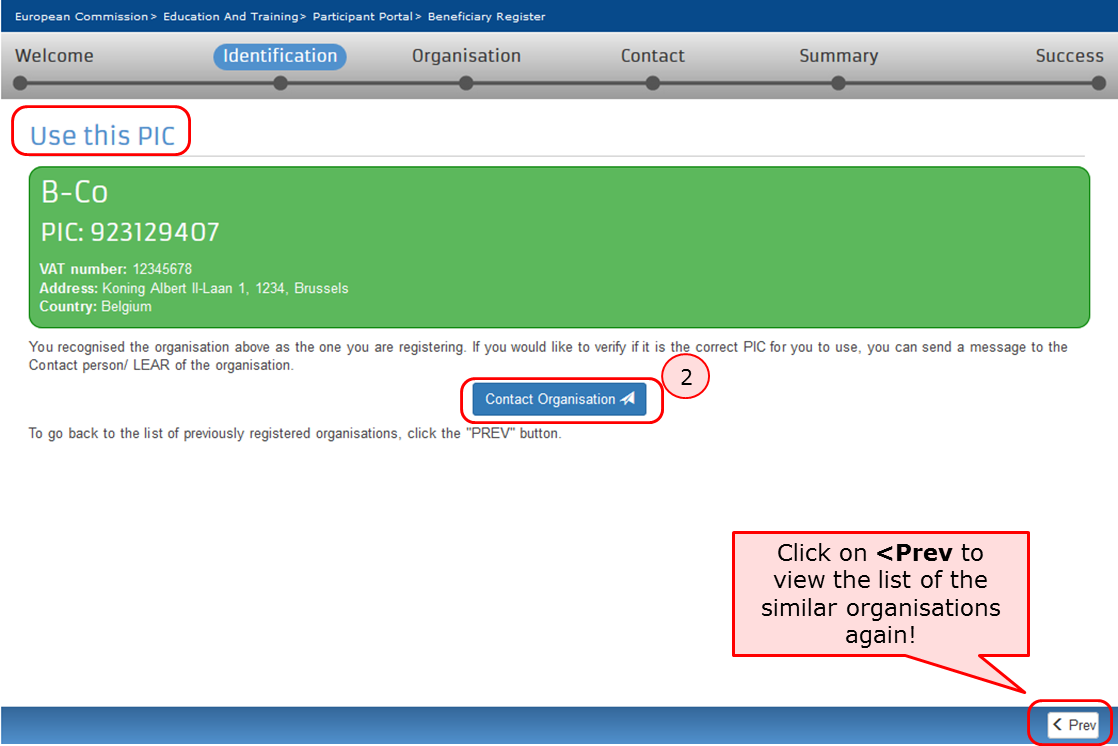 European Commission> Education And Training> Participant Portal> Beneficiary Register
Welcome Identification Organisation Contact Summary Success
Use this PIC
B-Co
PIC: 923129407
VAT number: 12345678
Address: Koning Albert II-Laan 1, 1234, Brussels
Country: Belgium
You recognised the organisation above as the one you are registering. If you would like to verify if it is the correct PIC for you to use, you can send a message to the
Contact person/ LEAR of the organisation.
2
Contact Organisation
To go back to the list of previously registered organisations, click the "PREV" button.
Click on <Prev to
view the list of the
similar organisations
again!
< Prev